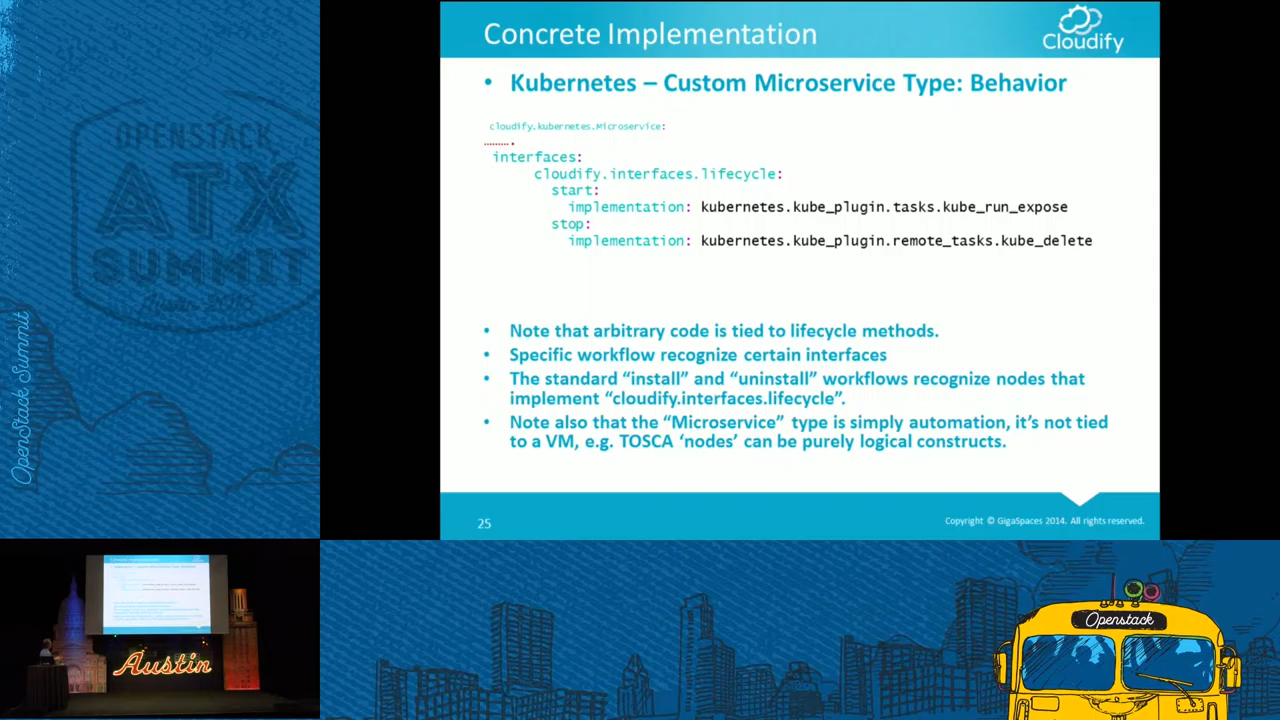 Concrete Implementation
Cloudify
• Kubernetes – Custom Microservice Type: Behavior
cloudify.kubernetes.Microservice:
..........
interfaces:
cloudify.interfaces.lifecycle:
start:
implementation: kubernetes.kube_plugin.tasks.kube_run_expose
stop:
implementation: kubernetes.kube_plugin.remote_tasks.kube_delete
• Note that arbitrary code is tied to lifecycle methods.
• Specific workflow recognize certain interfaces
• The standard “install” and “uninstall” workflows recognize nodes that
implement “cloudify.interfaces.lifecycle”.
• Note also that the “Microservice” type is simply automation, it’s not tied
to a VM, e.g. TOSCA ‘nodes’ can be purely logical constructs.
25
Copyright © GigaSpaces 2014. All rights reserved.
OPENSTACK
ATX
SUMMIT
OpenStack Summit
Austin
Openstack